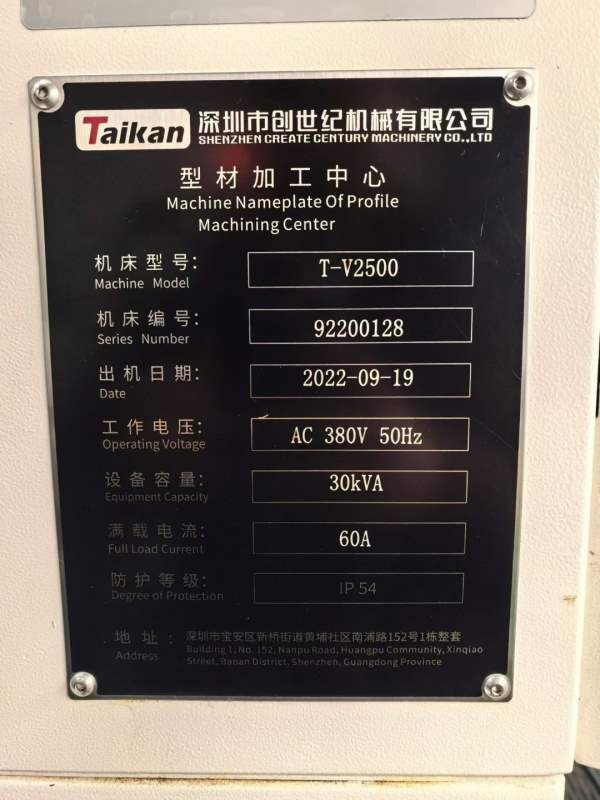 Taikan 深圳市创世纪机械有限公司
SHENZHEN CREATE CENTURY MACHINERY CO.,LTD
型材加工中心
Machine Nameplate Of Profile
Machining Center
机床型号: T-V2500
Machine Model
机床编号: 92200128
Series Number
出机日期: 2022-09-19
Date
工作电压: AC 380V 50Hz
Operating Voltage
设备容量: 30kVA
Equipment Capacity
满载电流: 60A
Full Load Current
防护等级: IP 54
Degree of Protection
地址: 深圳市宝安区新桥街道黄埔社区南浦路152号1栋整套
Address Building 1, No. 152, Nanpu Road, Huangpu Community, Xinqiao
Street, Baoan District, Shenzhen, Guangdong Province